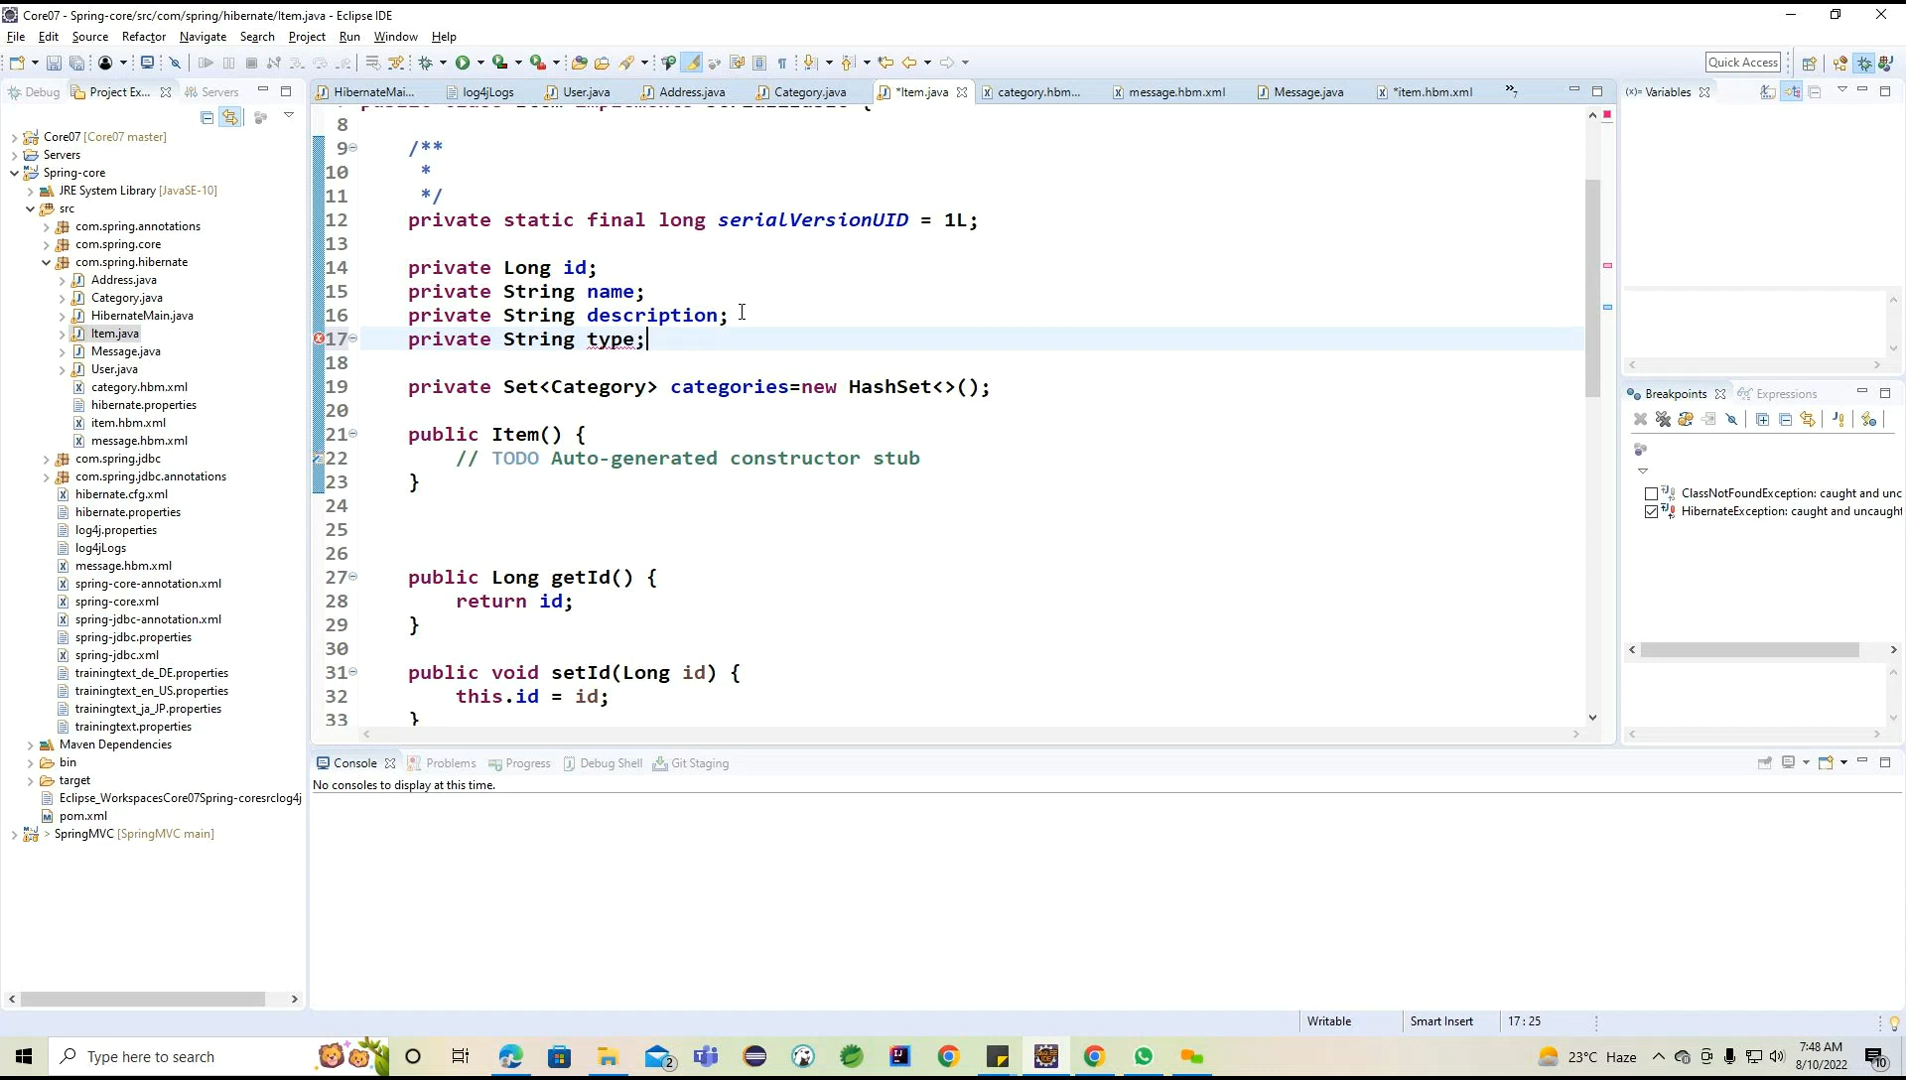 Core07 - Spring-core/src/com/spring/hibernate/Item.java - Eclipse IDE
File Edit Source Refactor Navigate Search Project Run Window Help
Quick Access
Debug Project Ex... Servers
HibernateMai... log4jLogs User.java Address.java Category.java *Item.java category.hbm... message.hbm.xml Message.java *item.hbm.xml »7
Variables
Core07 [Core07 master]
Servers
Spring-core
JRE System Library [JavaSE-10]
src
com.spring.annotations
com.spring.core
com.spring.hibernate
Address.java
Category.java
HibernateMain.java
Item.java
Message.java
User.java
category.hbm.xml
hibernate.properties
item.hbm.xml
message.hbm.xml
com.spring.jdbc
com.spring.jdbc.annotations
hibernate.cfg.xml
hibernate.properties
log4j.properties
log4jLogs
message.hbm.xml
spring-core-annotation.xml
spring-core.xml
spring-jdbc-annotation.xml
spring-jdbc.properties
spring-jdbc.xml
trainingtext_de_DE.properties
trainingtext_en_US.properties
trainingtext_ja_JP.properties
trainingtext.properties
Maven Dependencies
bin
target
Eclipse_WorkspacesCore07Spring-coresrclog4j
pom.xml
> SpringMVC [SpringMVC main]
8
9 /**
10 *
11 */
12 private static final long serialVersionUID = 1L;
13
14 private Long id;
15 private String name;
16 private String description;
17 private String type;
18
19 private Set<Category> categories=new HashSet<>();
20
21 public Item() {
22 // TODO Auto-generated constructor stub
23 }
24
25
26
27 public Long getId() {
28 return id;
29 }
30
31 public void setId(Long id) {
32 this.id = id;
33 }
Breakpoints Expressions
ClassNotFoundException: caught and unc
HibernateException: caught and uncaught
Console Problems Progress Debug Shell Git Staging
No consoles to display at this time.
Writable Smart Insert 17 : 25
Type here to search
2
23°C Haze
7:48 AM
8/10/2022
10